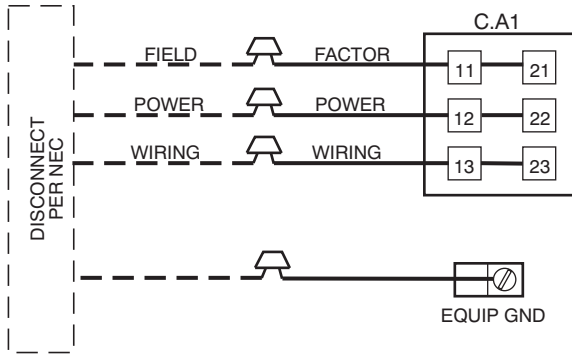 C.A1
FIELD FACTOR
11 21
POWER POWER
12 22
WIRING WIRING
13 23
DISCONNECT
PER NEC
EQUIP GND